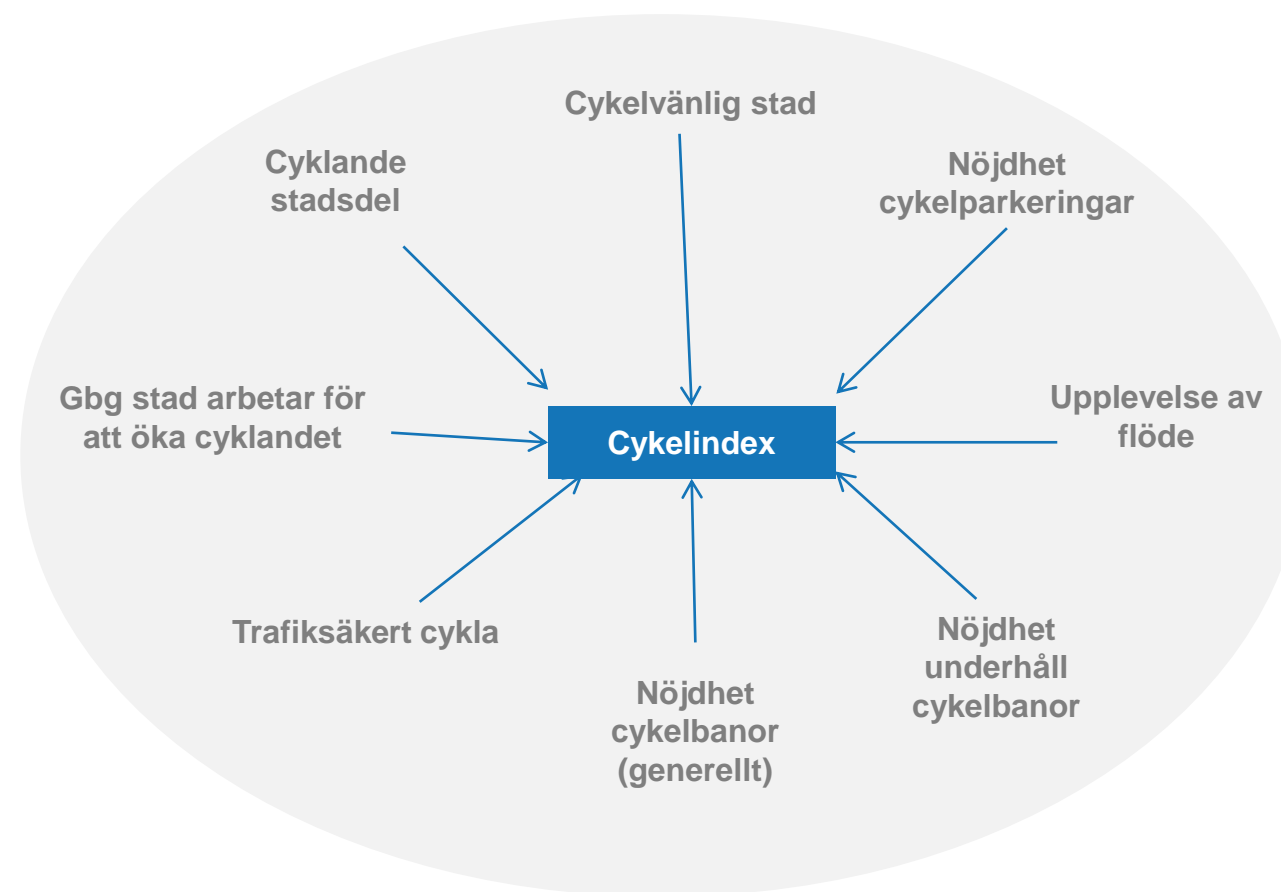 Cykelvänlig stad
Cyklande
stadsdel
Nöjdhet
cykelparkeringar
Gbg stad arbetar för
att öka cyklandet
Cykelindex
Upplevelse av
flöde
Trafiksäkert cykla
Nöjdhet
cykelbanor
(generellt)
Nöjdhet
underhåll
cykelbanor